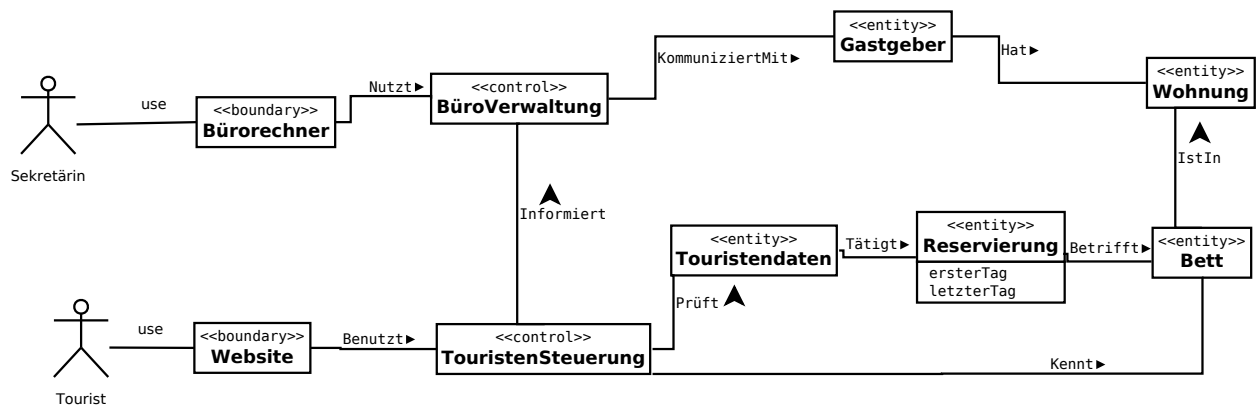 <<entity>>
Gastgeber
KommuniziertMit▶
Hat▶
<<entity>>
Wohnung
Nutzt▶
<<control>>
BüroVerwaltung
use
<<boundary>>
Bürorechner
Sekretärin
IstIn
Informiert
<<entity>>
Touristendaten
Tätigt▶
<<entity>>
Reservierung
ersterTag
letzterTag
Betrifft▶
<<entity>>
Bett
Prüft
use
<<boundary>>
Website
Benutzt▶
<<control>>
TouristenSteuerung
Kennt▶
Tourist